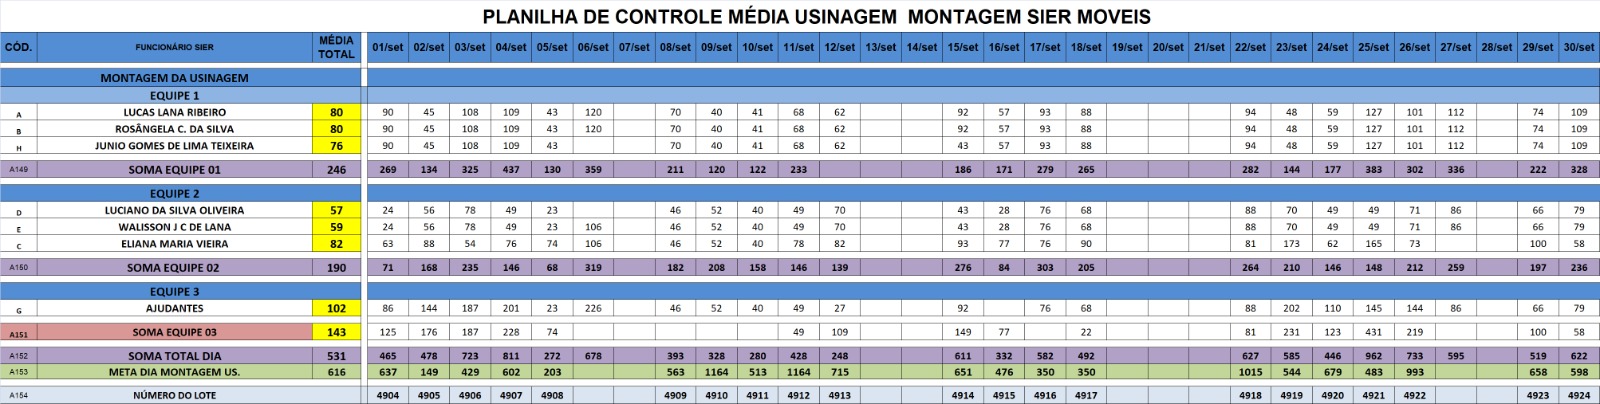 PLANILHA DE CONTROLE MÉDIA USINAGEM MONTAGEM SIER MOVEIS
CÓD. FUNCIONÁRIO SIER MÉDIA TOTAL 01/set 02/set 03/set 04/set 05/set 06/set 07/set 08/set 09/set 10/set 11/set 12/set 13/set 14/set 15/set 16/set 17/set 18/set 19/set 20/set 21/set 22/set 23/set 24/set 25/set 26/set 27/set 28/set 29/set 30/set
MONTAGEM DA USINAGEM
EQUIPE 1
A LUCAS LANA RIBEIRO 80 90 45 108 109 43 120 70 40 41 68 62 92 57 93 88 94 48 59 127 101 112 74 109
B ROSÂNGELA C. DA SILVA 80 90 45 108 109 43 120 70 40 41 68 62 92 57 93 88 94 48 59 127 101 112 74 109
H JUNIO GOMES DE LIMA TEIXEIRA 76 90 45 108 109 43 70 40 41 68 62 43 57 93 88 94 48 59 127 101 112 74 109
A149 SOMA EQUIPE 01 246 269 134 325 437 130 359 211 120 122 233 186 171 279 265 282 144 177 383 302 336 222 328
EQUIPE 2
D LUCIANO DA SILVA OLIVEIRA 57 24 56 78 49 23 46 52 40 49 70 43 28 76 68 88 70 49 49 71 86 66 79
E WALISSON J C DE LANA 59 24 56 78 49 23 106 46 52 40 49 70 43 28 76 68 88 70 49 49 71 86 66 79
C ELIANA MARIA VIEIRA 82 63 88 54 76 74 106 46 52 40 78 82 93 77 76 90 81 173 62 165 73 100 58
A150 SOMA EQUIPE 02 190 71 168 235 146 68 319 182 208 158 146 139 276 84 303 205 264 210 146 148 212 259 197 236
EQUIPE 3
G AJUDANTES 102 86 144 187 201 23 226 46 52 40 49 27 92 76 68 88 202 110 145 144 86 66 79
A151 SOMA EQUIPE 03 143 125 176 187 228 74 49 109 149 77 22 81 231 123 431 219 100 58
A152 SOMA TOTAL DIA 531 465 478 723 811 272 678 393 328 280 428 248 611 332 582 492 627 585 446 962 733 595 519 622
A153 META DIA MONTAGEM US. 616 637 149 429 602 203 563 1164 513 1164 715 651 476 350 350 1015 544 679 483 993 658 598
A154 NÚMERO DO LOTE 4904 4905 4906 4907 4908 4909 4910 4911 4912 4913 4914 4915 4916 4917 4918 4919 4920 4921 4922 4923 4924